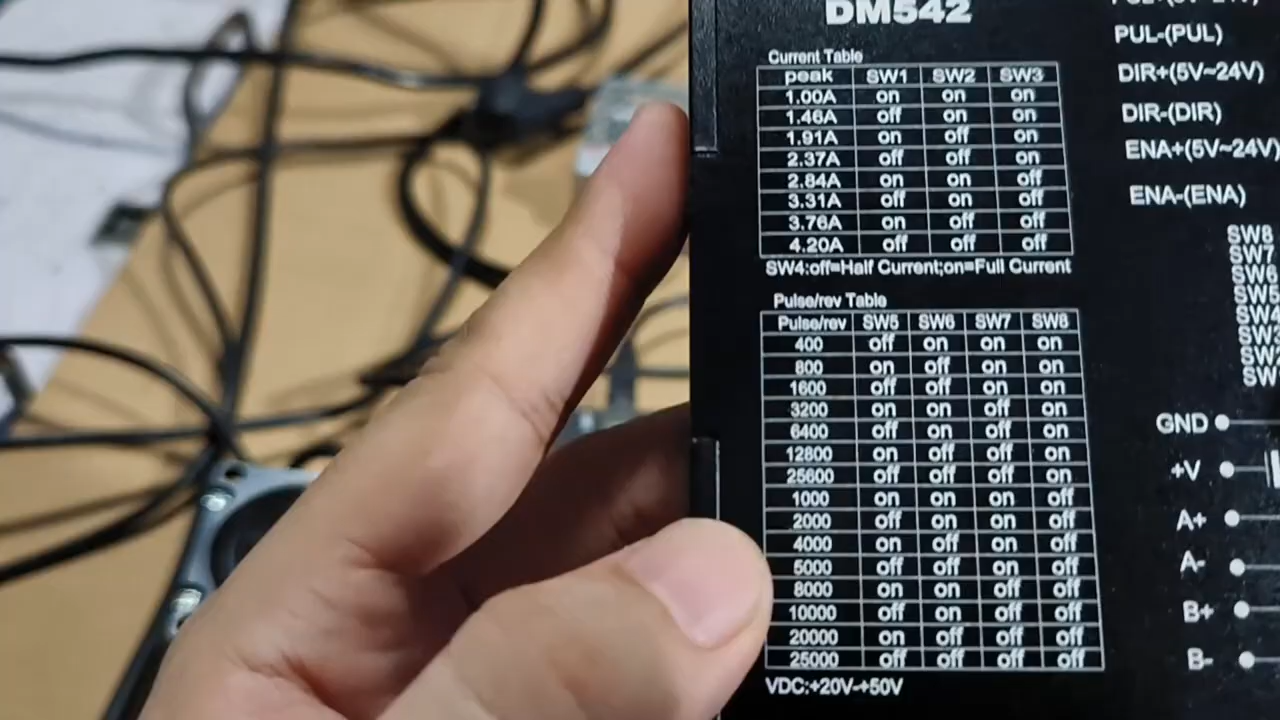 DM542
Current Table
peak SW1 SW2 SW3
1.00A on on on
1.46A off on on
1.91A on off on
2.37A off off on
2.84A on on off
3.31A off on off
3.76A on off off
4.20A off off off
SW4:off=Half Current;on=Full Current
Pulse/rev Table
Pulse/rev SW5 SW6 SW7 SW8
400 off on on on
800 on off on on
1600 off off on on
3200 on on off on
6400 off on off on
12800 on off off on
25600 off off off on
1000 on on on off
2000 off on on off
4000 on off on off
5000 off off on off
8000 on on off off
10000 off on off off
20000 on off off off
25000 off off off off
VDC:+20V-+50V
PUL-(PUL)
DIR+(5V~24V)
DIR-(DIR)
ENA+(5V~24V)
ENA-(ENA)
SW8
SW7
SW6
SW5
SW4
GND
+V
A+
A-
B+
B-